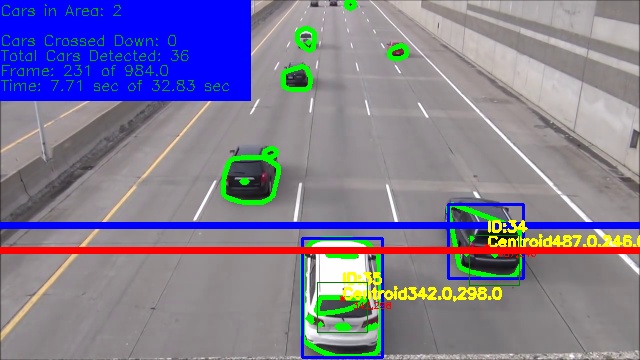 Cars in Area: 2
Cars Crossed Down: 0
Total Cars Detected: 36
Frame: 231 of 984.0
Time: 7.71 sec of 32.83 sec
ID:34
Centroid487.0,246.0
ID:35
Centroid342.0,298.0